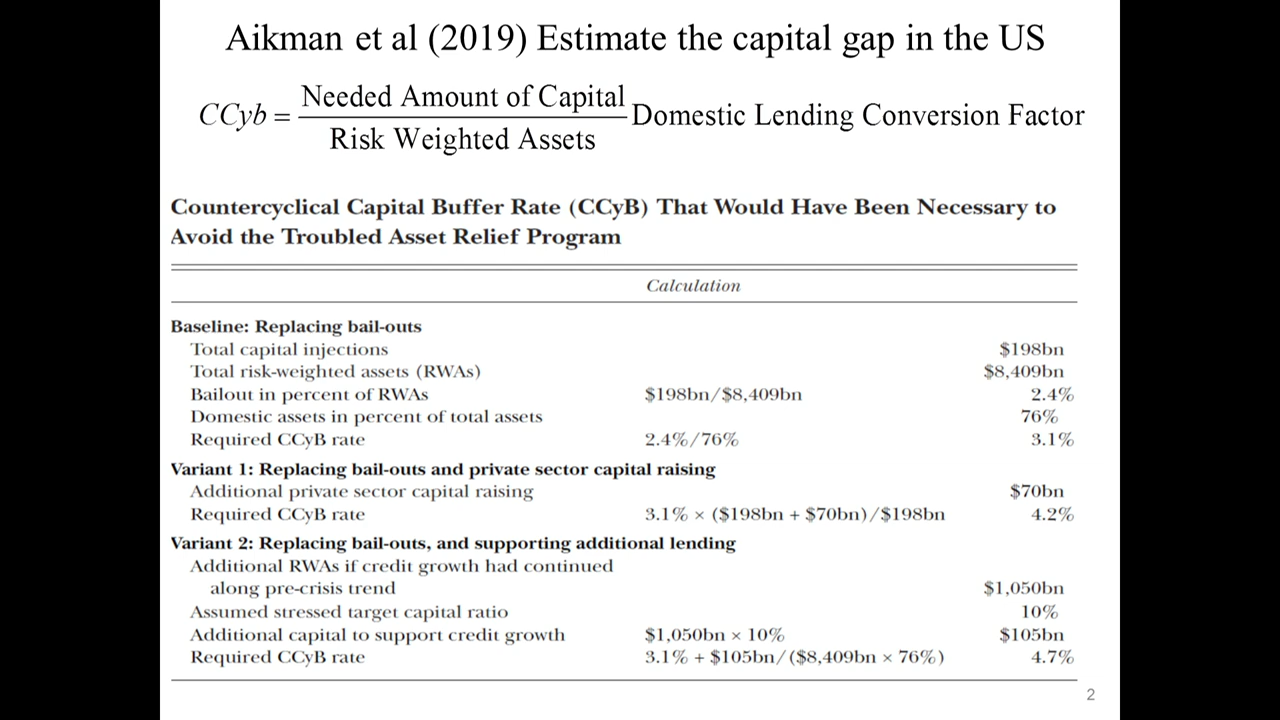 Aikman et al (2019) Estimate the capital gap in the US
CCyb = Needed Amount of Capital / Risk Weighted Assets Domestic Lending Conversion Factor
Countercyclical Capital Buffer Rate (CCyB) That Would Have Been Necessary to
Avoid the Troubled Asset Relief Program
Calculation
Baseline: Replacing bail-outs
Total capital injections $198bn
Total risk-weighted assets (RWAs) $8,409bn
Bailout in percent of RWAs $198bn/$8,409bn 2.4%
Domestic assets in percent of total assets 76%
Required CCyB rate 2.4%/76% 3.1%
Variant 1: Replacing bail-outs and private sector capital raising
Additional private sector capital raising $70bn
Required CCyB rate 3.1% × ($198bn + $70bn)/$198bn 4.2%
Variant 2: Replacing bail-outs, and supporting additional lending
Additional RWAs if credit growth had continued
along pre-crisis trend $1,050bn
Assumed stressed target capital ratio 10%
Additional capital to support credit growth $1,050bn × 10% $105bn
Required CCyB rate 3.1% + $105bn/($8,409bn × 76%) 4.7%
2